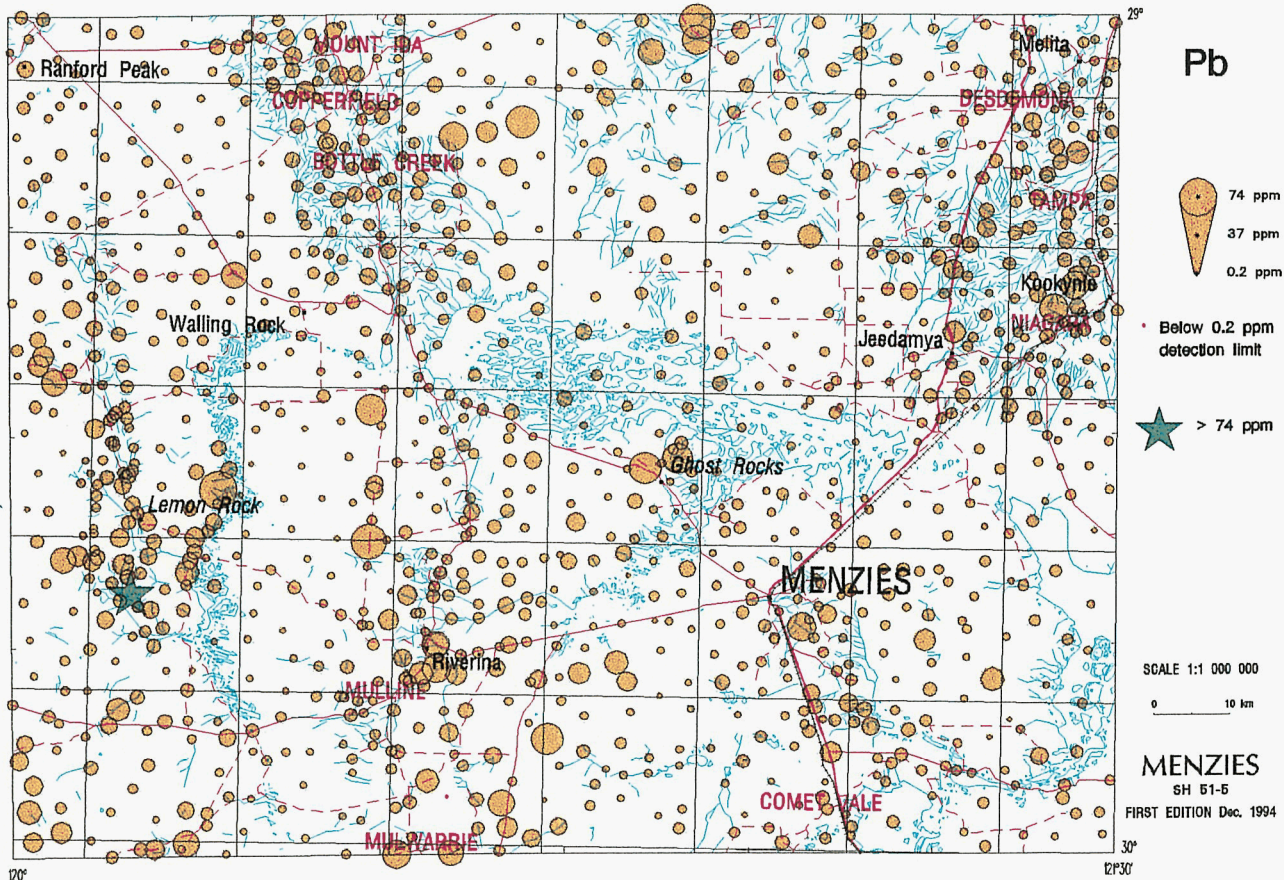 29°
MOUNT IDA
Melita
Ranford Peak
COPPERFIELD
DESDEMONA
BOTTLE CREEK
YAMPA
Kookynie
NIAGARA
Walling Rock
Jeedamya
Ghost Rocks
Lemon Rock
MENZIES
Riverina
MULLINE
COMET VALE
MULWARRIE
120°
30°
121°30'
Pb
74 ppm
37 ppm
0.2 ppm
Below 0.2 ppm
detection limit
> 74 ppm
SCALE 1:1 000 000
0 10 km
MENZIES
SH 51-5
FIRST EDITION Dec. 1994